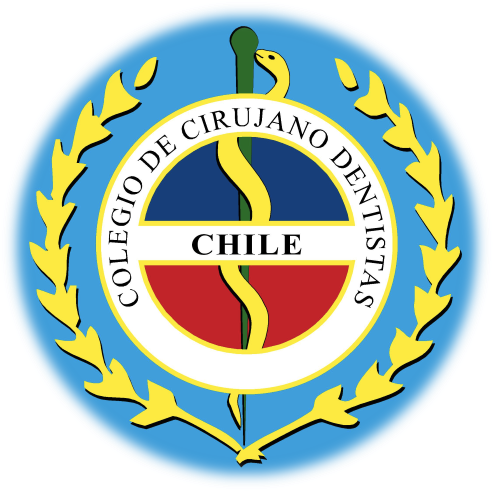 COLEGIO DE CIRUJANO DENTISTAS
CHILE